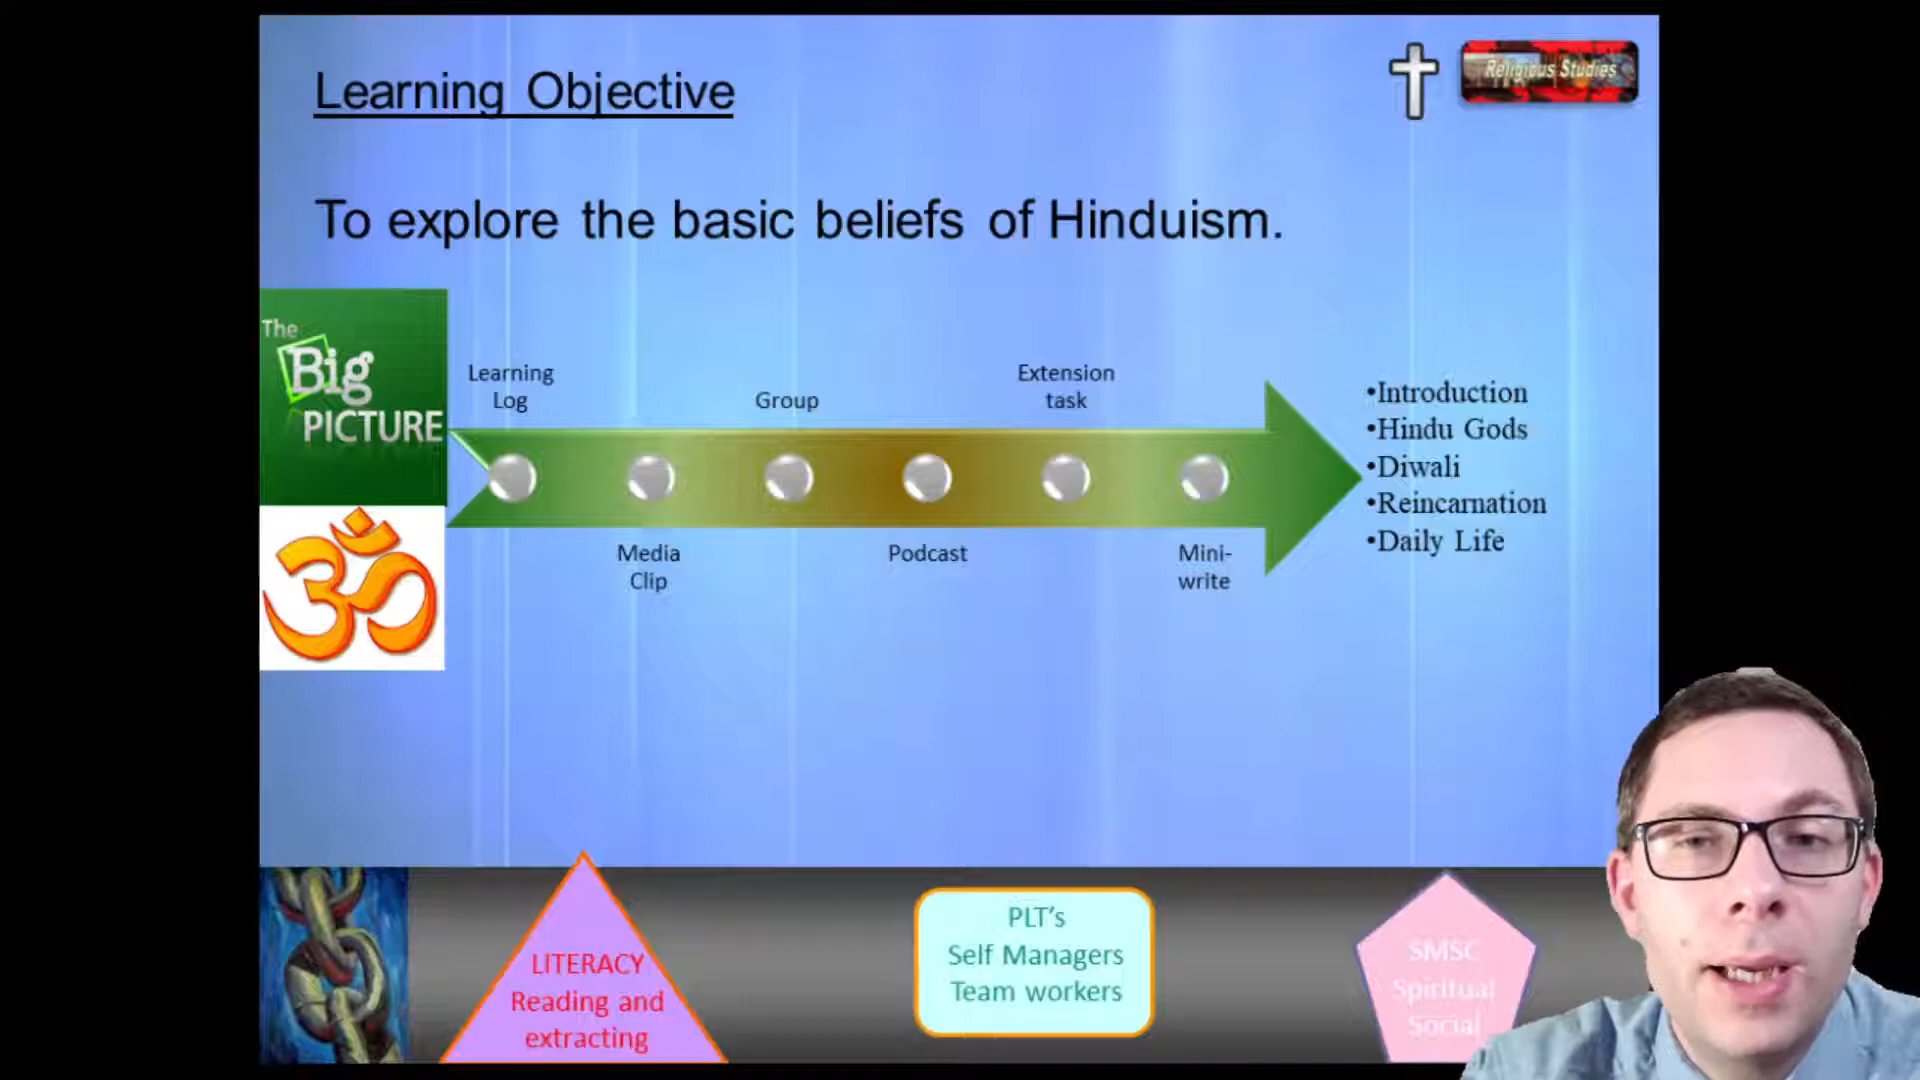 Learning Objective
Religious Studies
To explore the basic beliefs of Hinduism.
The
Big
PICTURE
Learning
Log
Media
Clip
Group
Podcast
Extension
task
Mini-
write
•Introduction
•Hindu Gods
•Diwali
•Reincarnation
•Daily Life
ॐ
LITERACY
Reading and
extracting
PLT's
Self Managers
Team workers
SMSC
Spiritual
Social